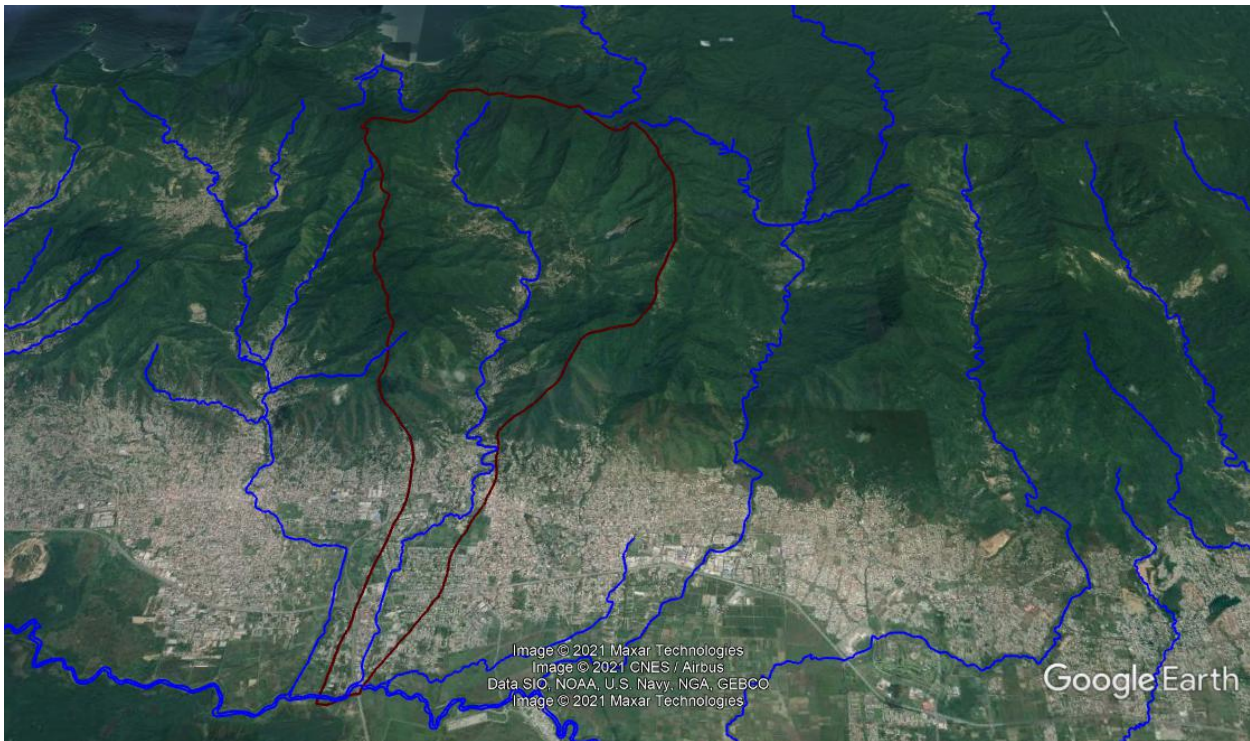 Image © 2021 Maxar Technologies
Image © 2021 CNES / Airbus
Data SIO, NOAA, U.S. Navy, NGA, GEBCO
Image © 2021 Maxar Technologies
Google Earth